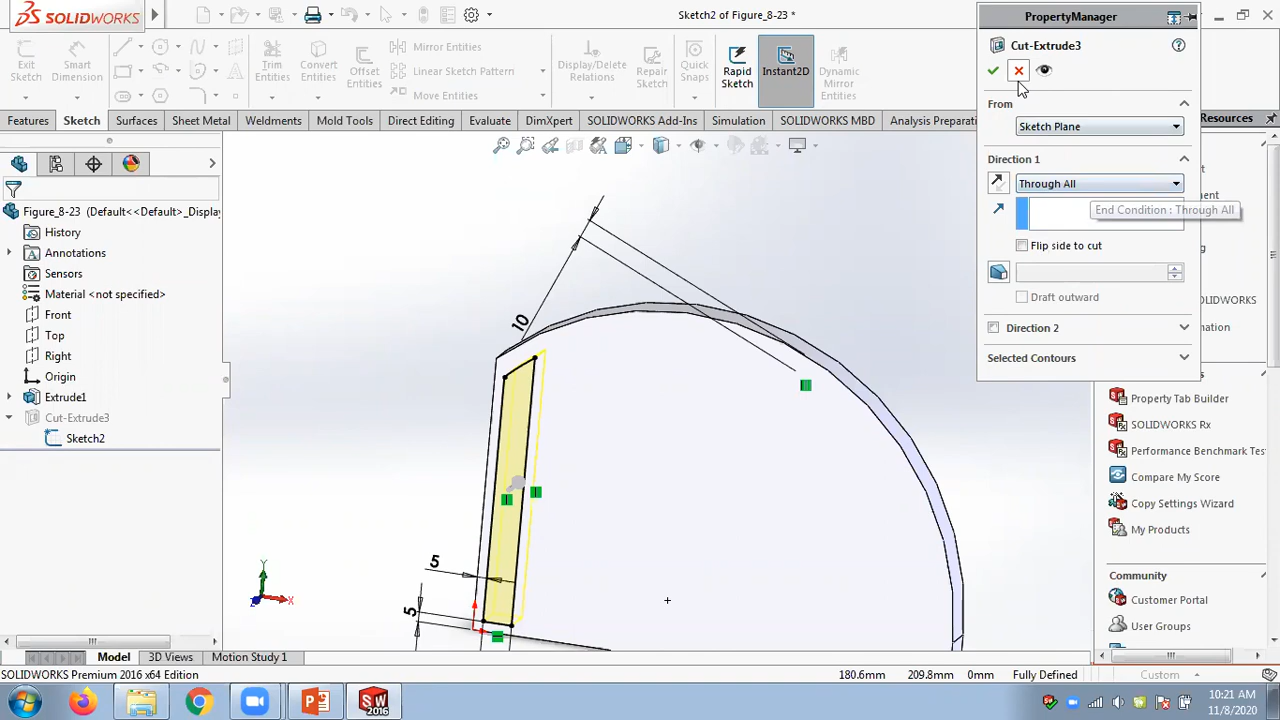 SOLIDWORKS
Sketch2 of Figure_8-23 *
Exit Sketch
Smart Dimension
Trim Entities
Convert Entities
Offset Entities
Mirror Entities
Linear Sketch Pattern
Move Entities
Display/Delete Relations
Repair Sketch
Quick Snaps
Rapid Sketch
Instant2D
Dynamic Mirror Entities
Features
Sketch
Surfaces
Sheet Metal
Weldments
Mold Tools
Direct Editing
Evaluate
DimXpert
SOLIDWORKS Add-Ins
Simulation
SOLIDWORKS MBD
Analysis Preparati
PropertyManager
Cut-Extrude3
From
Sketch Plane
Direction 1
Through All
End Condition : Through All
Flip side to cut
Draft outward
Direction 2
Selected Contours
Figure_8-23 (Default<<Default>_Display
History
Annotations
Sensors
Material <not specified>
Front
Top
Right
Origin
Extrude1
Cut-Extrude3
Sketch2
10
5
5
Y
X
Z
Resources
ORKS
Property Tab Builder
SOLIDWORKS Rx
Performance Benchmark Test
Compare My Score
Copy Settings Wizard
My Products
Community
Customer Portal
User Groups
Model
3D Views
Motion Study 1
SOLIDWORKS Premium 2016 x64 Edition
180.6mm
209.8mm
0mm
Fully Defined
Custom
SW
2016
10:21 AM
11/8/2020